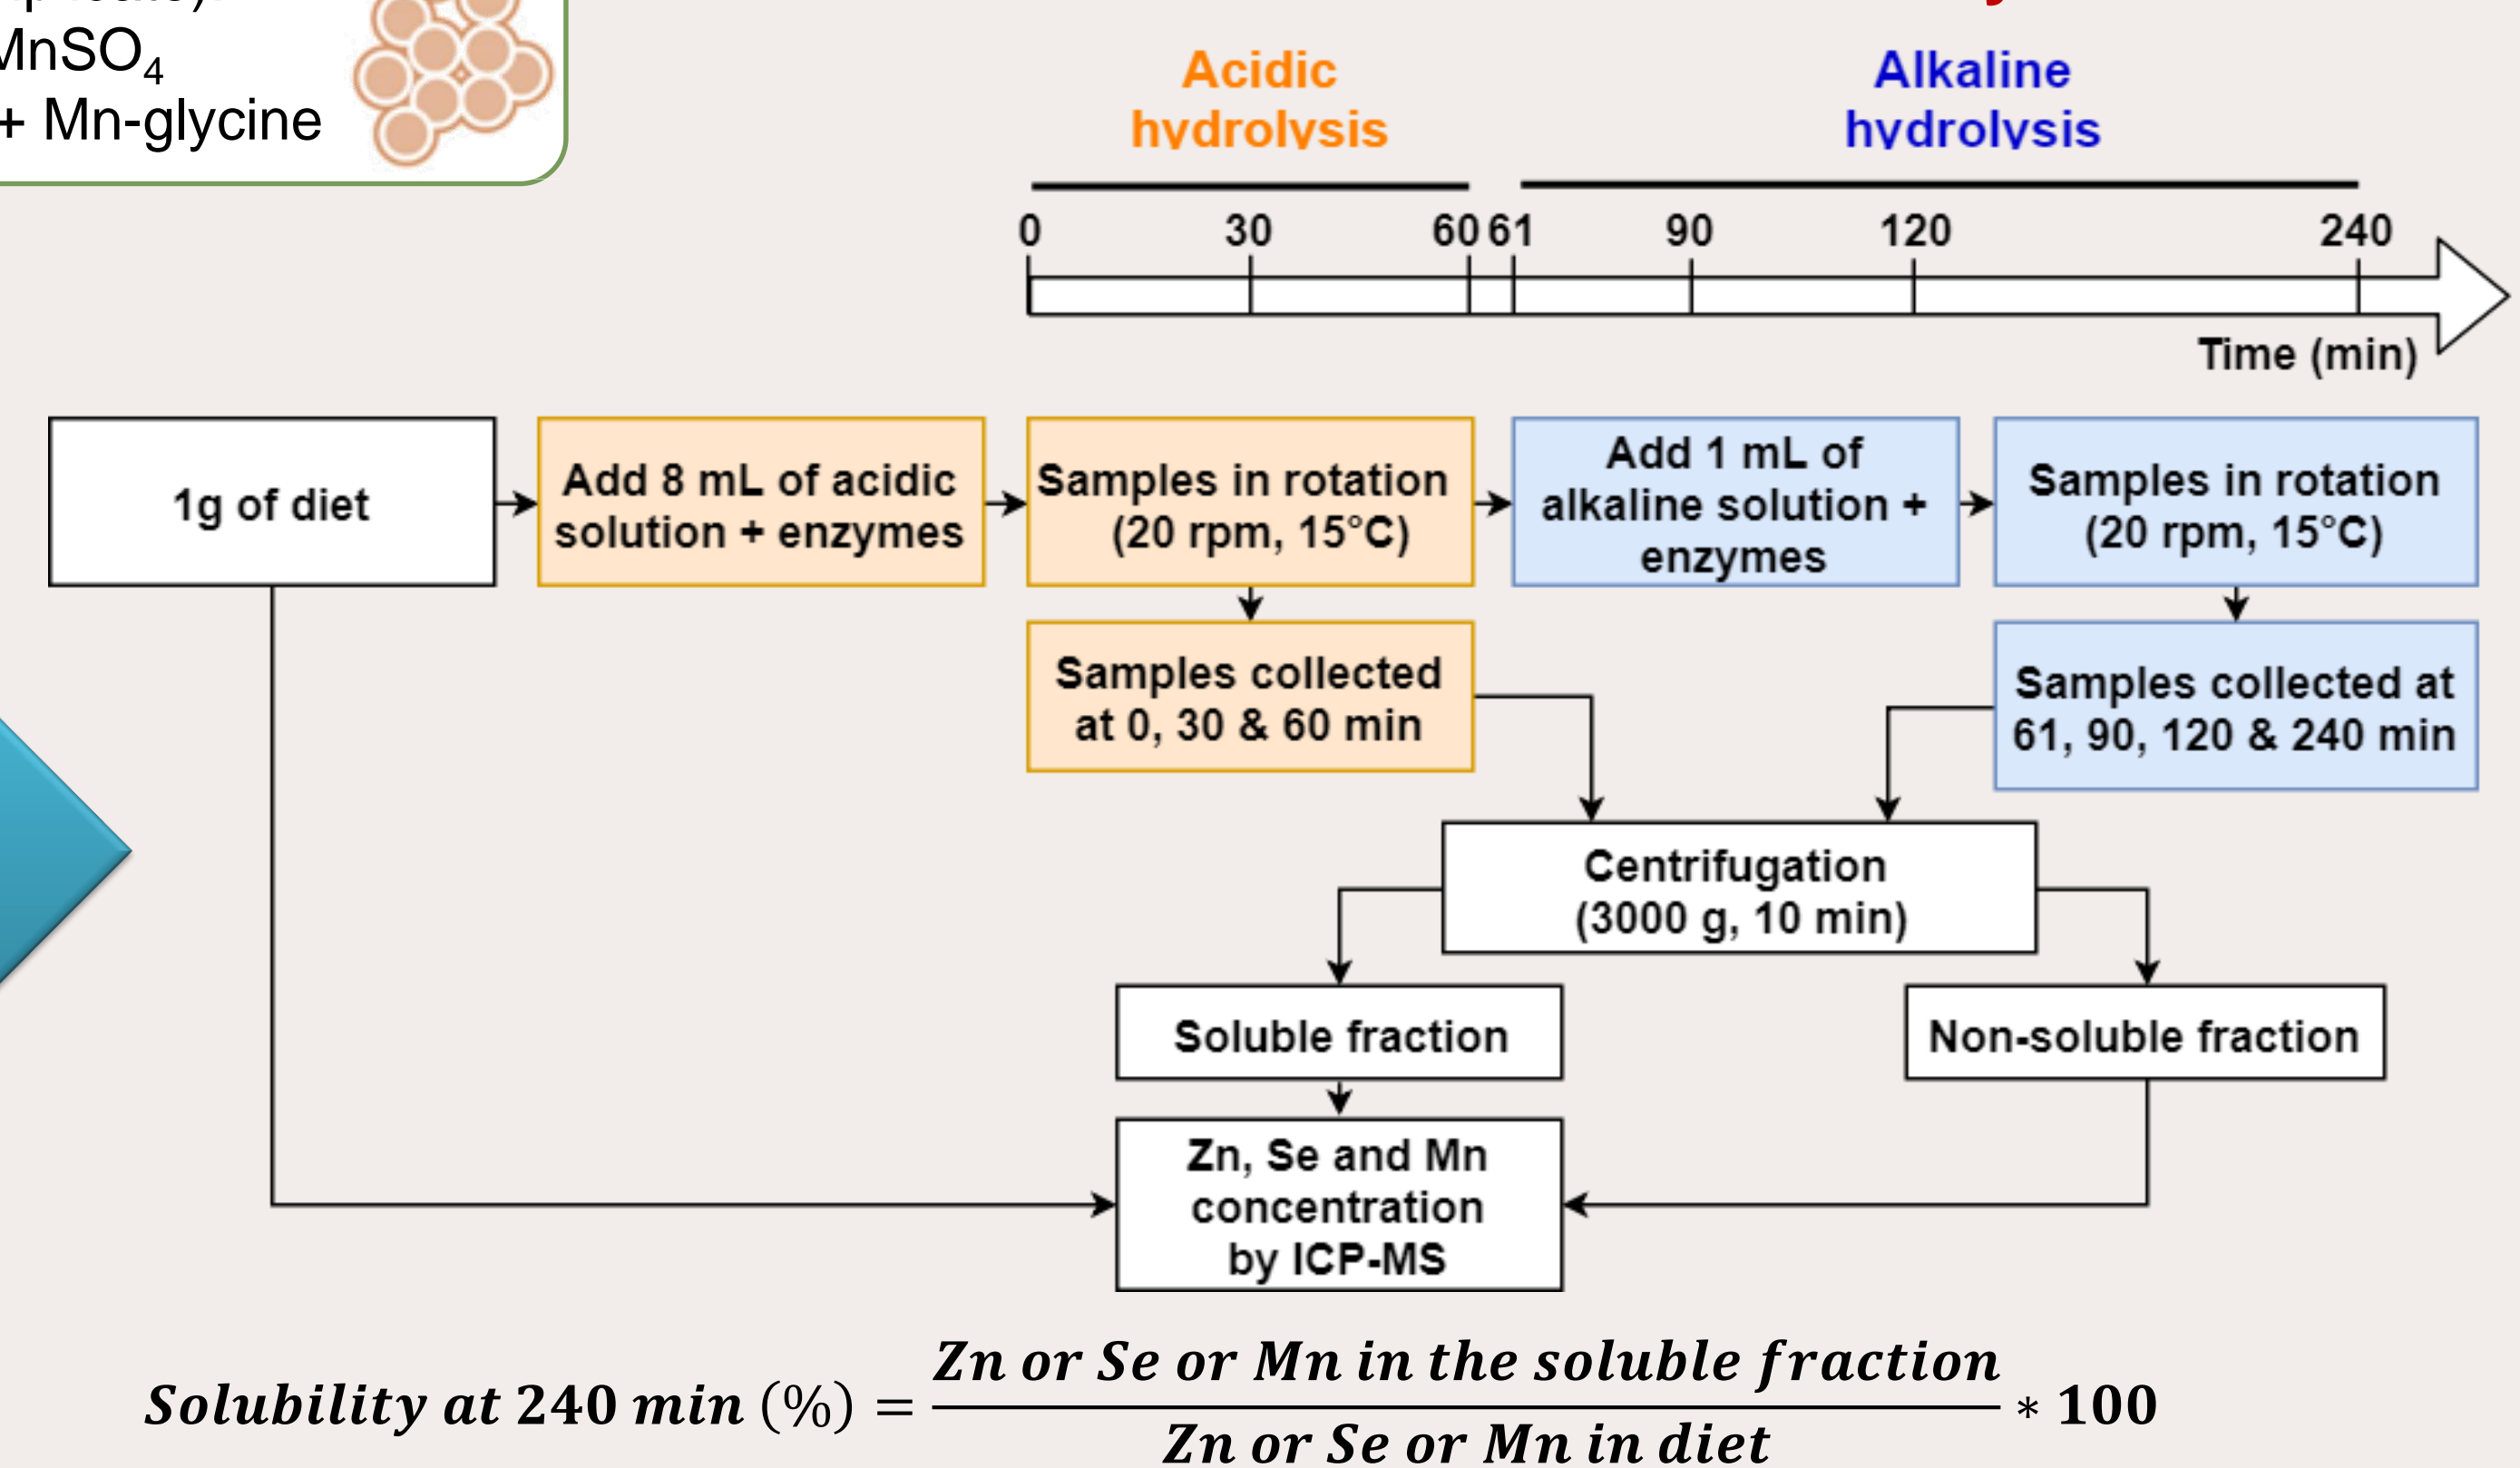 MnSO4
+ Mn-glycine
Acidic
hydrolysis
Alkaline
hydrolysis
0 30 60 61 90 120 240
Time (min)
1g of diet
Add 8 mL of acidic
solution + enzymes
Samples in rotation
(20 rpm, 15°C)
Add 1 mL of
alkaline solution +
enzymes
Samples in rotation
(20 rpm, 15°C)
Samples collected
at 0, 30 & 60 min
Samples collected at
61, 90, 120 & 240 min
Centrifugation
(3000 g, 10 min)
Soluble fraction
Non-soluble fraction
Zn, Se and Mn
concentration
by ICP-MS
Solubility at 240 min (%) = Zn or Se or Mn in the soluble fraction / Zn or Se or Mn in diet * 100